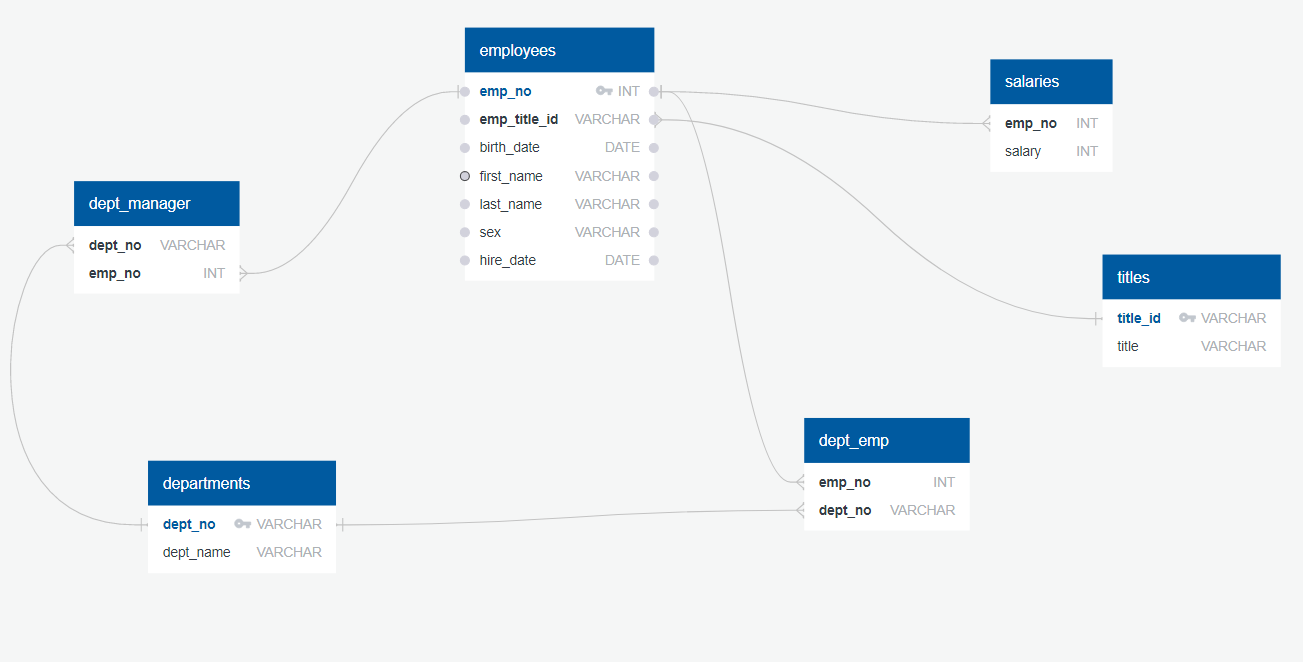 employees
emp_no INT
emp_title_id VARCHAR
birth_date DATE
first_name VARCHAR
last_name VARCHAR
sex VARCHAR
hire_date DATE
salaries
emp_no INT
salary INT
dept_manager
dept_no VARCHAR
emp_no INT
titles
title_id VARCHAR
title VARCHAR
departments
dept_no VARCHAR
dept_name VARCHAR
dept_emp
emp_no INT
dept_no VARCHAR